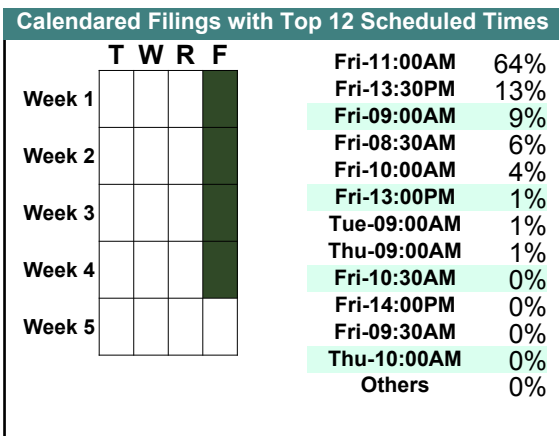 Calendared Filings with Top 12 Scheduled Times
T W R F
Week 1
Week 2
Week 3
Week 4
Week 5
Fri-11:00AM 64%
Fri-13:30PM 13%
Fri-09:00AM 9%
Fri-08:30AM 6%
Fri-10:00AM 4%
Fri-13:00PM 1%
Tue-09:00AM 1%
Thu-09:00AM 1%
Fri-10:30AM 0%
Fri-14:00PM 0%
Fri-09:30AM 0%
Thu-10:00AM 0%
Others 0%